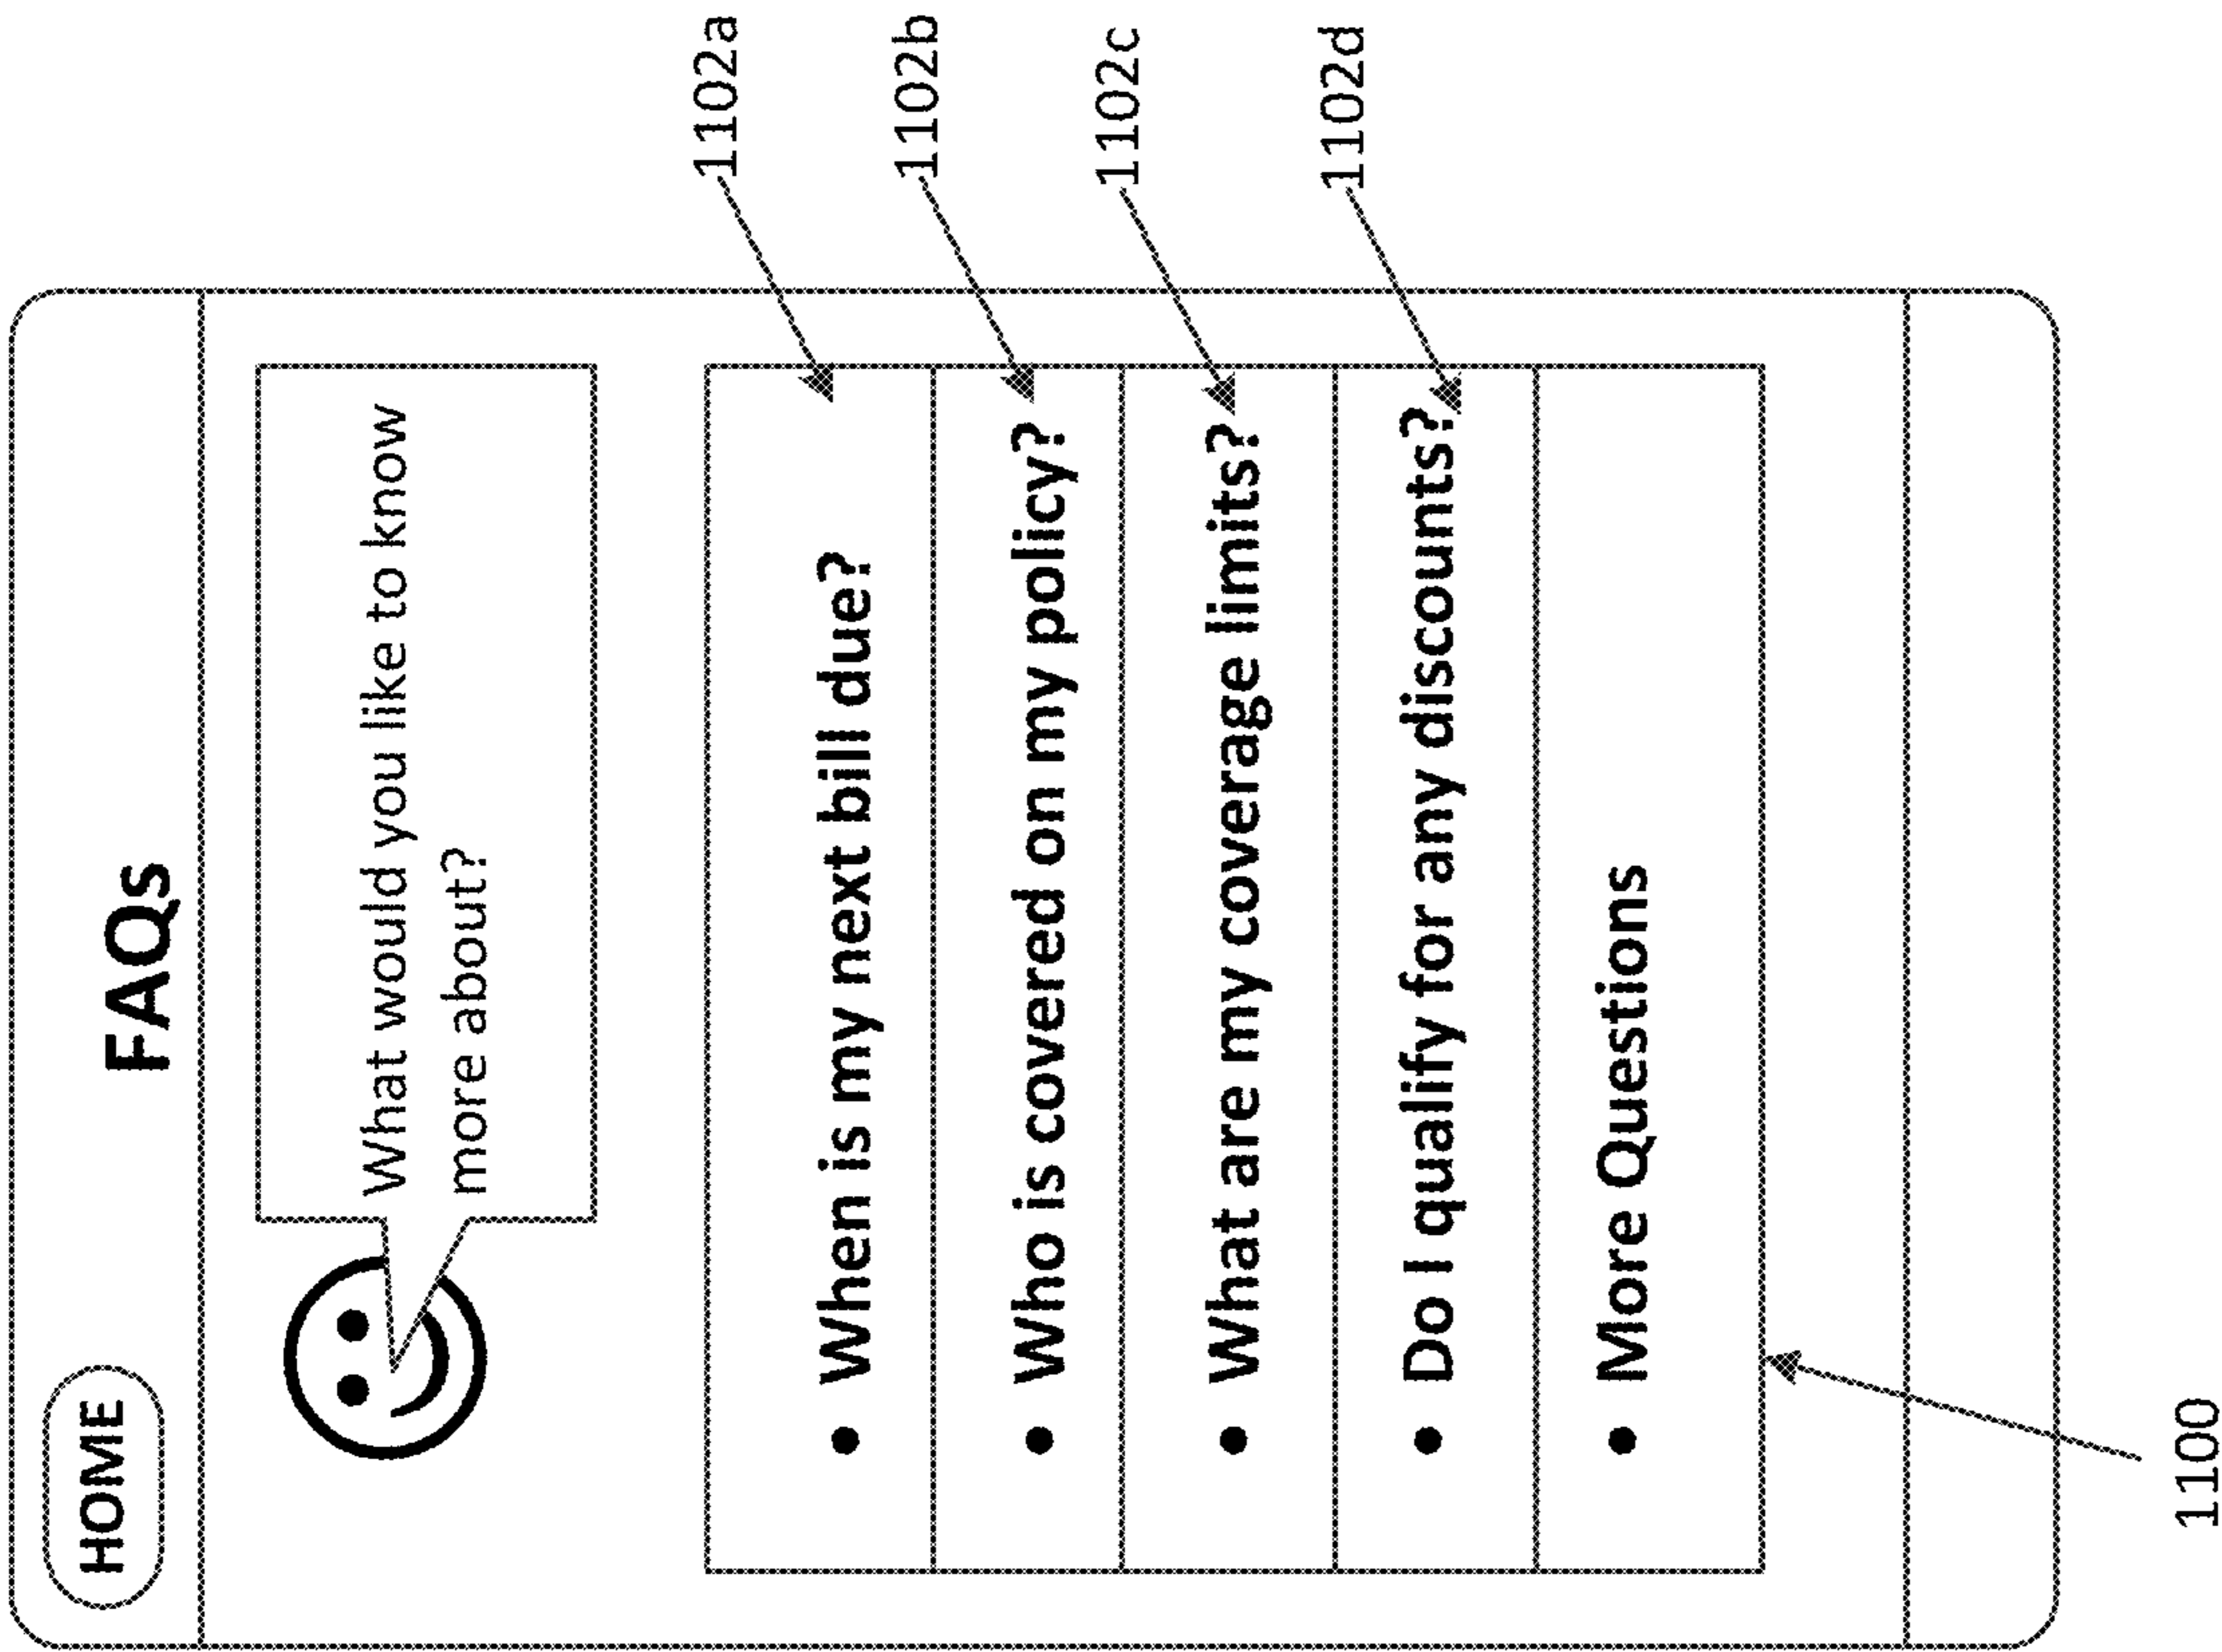 HOME
FAQs
What would you like to know
more about?
• When is my next bill due?
1102a
• Who is covered on my policy?
1102b
• What are my coverage limits?
1102c
• Do I qualify for any discounts?
1102d
• More Questions
1100